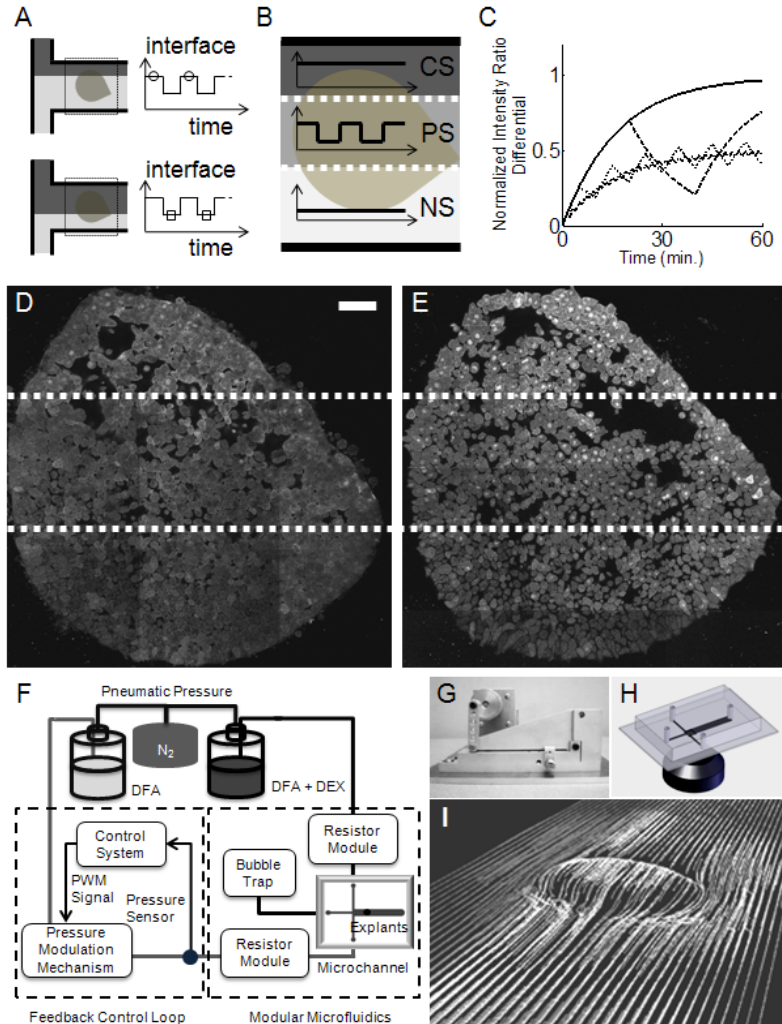 A
interface
time
interface
time
B
CS
PS
NS
C
Normalized Intensity Ratio
Differential
1
0.5
0
0
30
60
Time (min.)
D
E
F
Pneumatic Pressure
N2
DFA
DFA + DEX
Control
System
PWM
Signal
Pressure
Sensor
Pressure
Modulation
Mechanism
Resistor
Module
Bubble
Trap
Explants
Resistor
Module
Microchannel
Feedback Control Loop
Modular Microfluidics
G
H
I